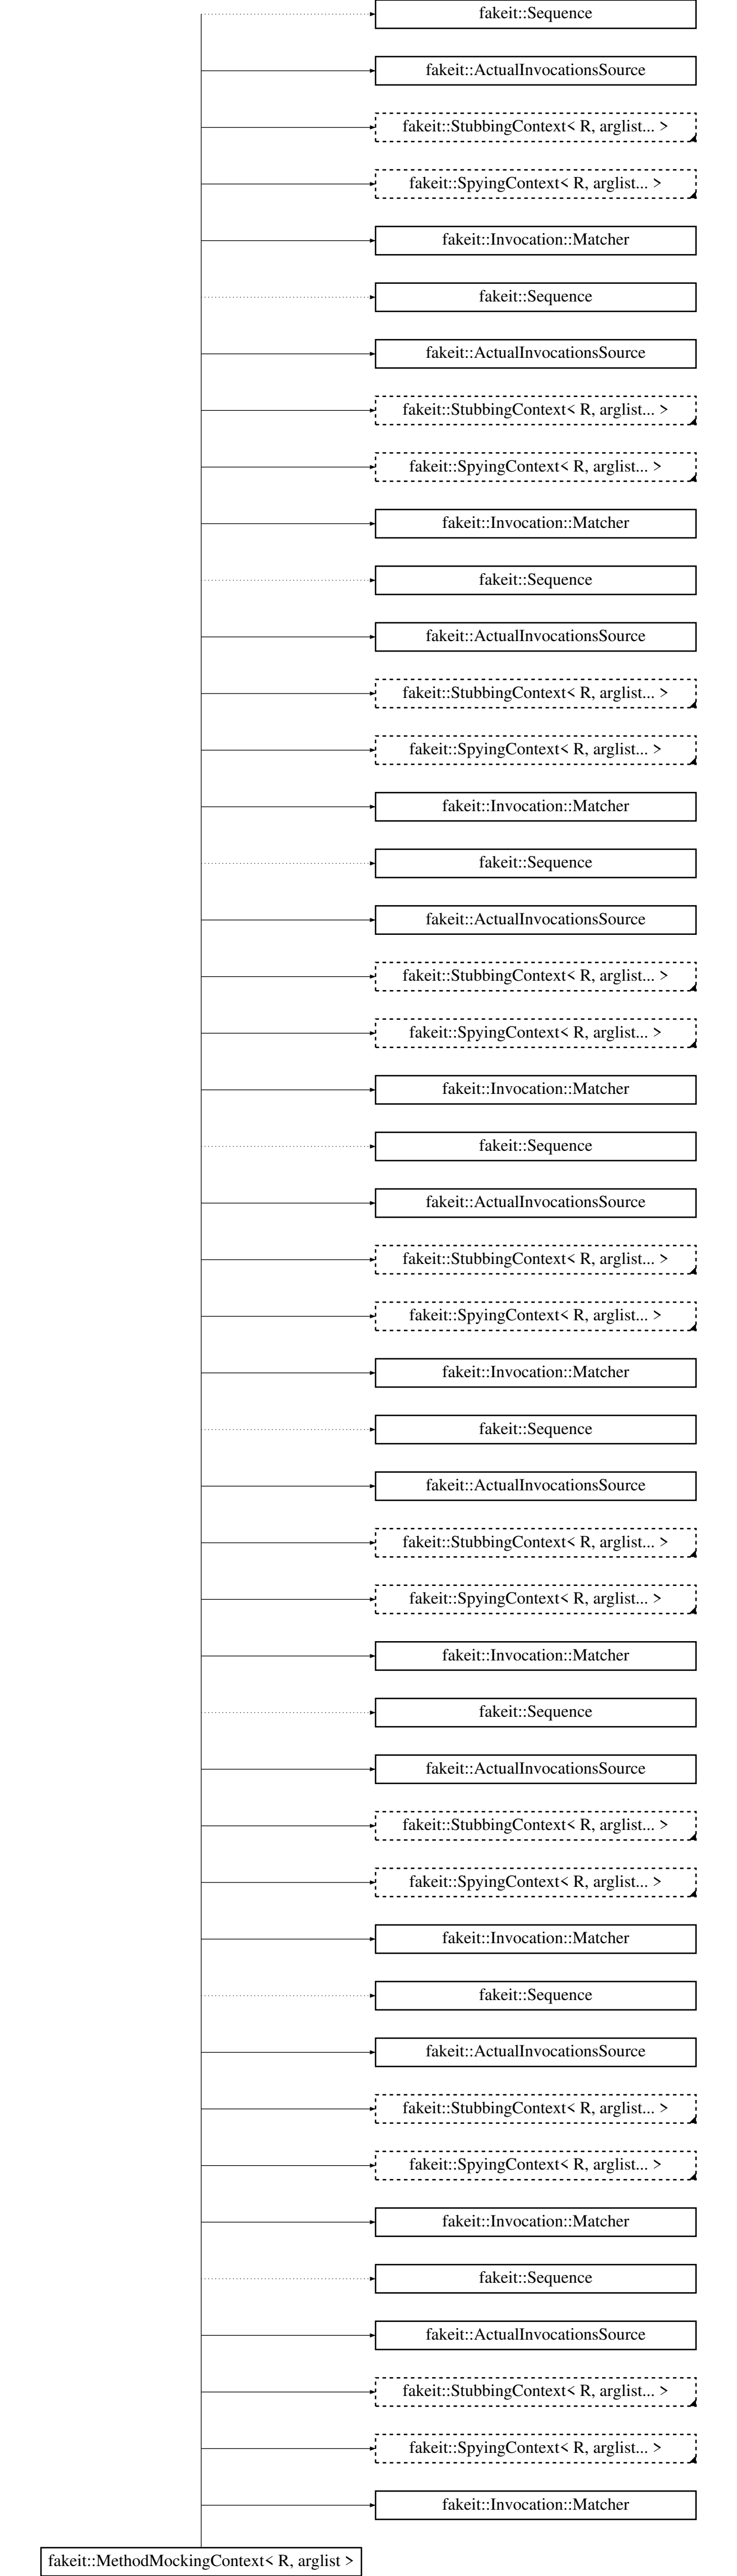 fakeit::Sequence
fakeit::ActualInvocationsSource
fakeit::StubbingContext< R, arglist... >
fakeit::SpyingContext< R, arglist... >
fakeit::Invocation::Matcher
fakeit::Sequence
fakeit::ActualInvocationsSource
fakeit::StubbingContext< R, arglist... >
fakeit::SpyingContext< R, arglist... >
fakeit::Invocation::Matcher
fakeit::Sequence
fakeit::ActualInvocationsSource
fakeit::StubbingContext< R, arglist... >
fakeit::SpyingContext< R, arglist... >
fakeit::Invocation::Matcher
fakeit::Sequence
fakeit::ActualInvocationsSource
fakeit::StubbingContext< R, arglist... >
fakeit::SpyingContext< R, arglist... >
fakeit::Invocation::Matcher
fakeit::Sequence
fakeit::ActualInvocationsSource
fakeit::StubbingContext< R, arglist... >
fakeit::SpyingContext< R, arglist... >
fakeit::Invocation::Matcher
fakeit::Sequence
fakeit::ActualInvocationsSource
fakeit::StubbingContext< R, arglist... >
fakeit::SpyingContext< R, arglist... >
fakeit::Invocation::Matcher
fakeit::Sequence
fakeit::ActualInvocationsSource
fakeit::StubbingContext< R, arglist... >
fakeit::SpyingContext< R, arglist... >
fakeit::Invocation::Matcher
fakeit::Sequence
fakeit::ActualInvocationsSource
fakeit::StubbingContext< R, arglist... >
fakeit::SpyingContext< R, arglist... >
fakeit::Invocation::Matcher
fakeit::Sequence
fakeit::ActualInvocationsSource
fakeit::StubbingContext< R, arglist... >
fakeit::SpyingContext< R, arglist... >
fakeit::Invocation::Matcher
fakeit::MethodMockingContext< R, arglist >